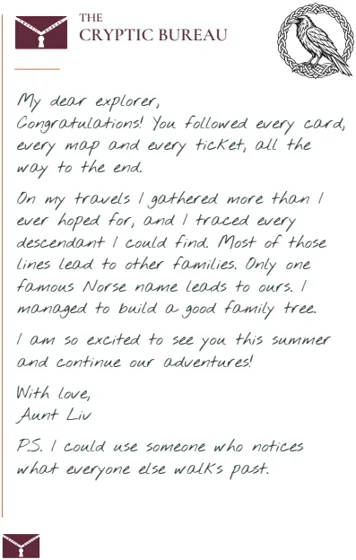 THE
CRYPTIC BUREAU
My dear explorer,
Congratulations! You followed every card,
every map and every ticket, all the
way to the end.
On my travels I gathered more than I
ever hoped for, and I traced every
descendant I could find. Most of those
lines lead to other families. Only one
famous Norse name leads to ours. I
managed to build a good family tree.
I am so excited to see you this summer
and continue our adventures!
With love,
Aunt Liv
P.S. I could use someone who notices
what everyone else walks past.